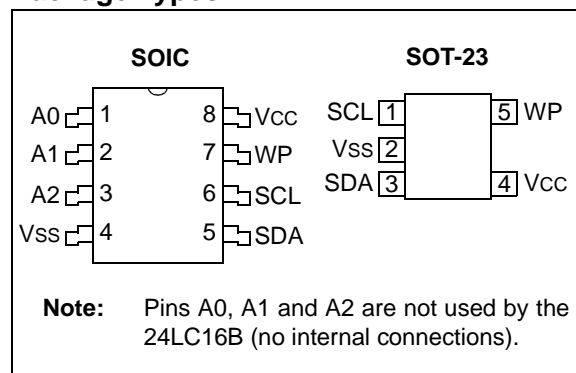 SOIC SOT-23
A0 1 8 VCC
A1 2 7 WP
A2 3 6 SCL
VSS 4 5 SDA
SCL 1 5 WP
VSS 2
SDA 3 4 VCC
Note: Pins A0, A1 and A2 are not used by the
24LC16B (no internal connections).